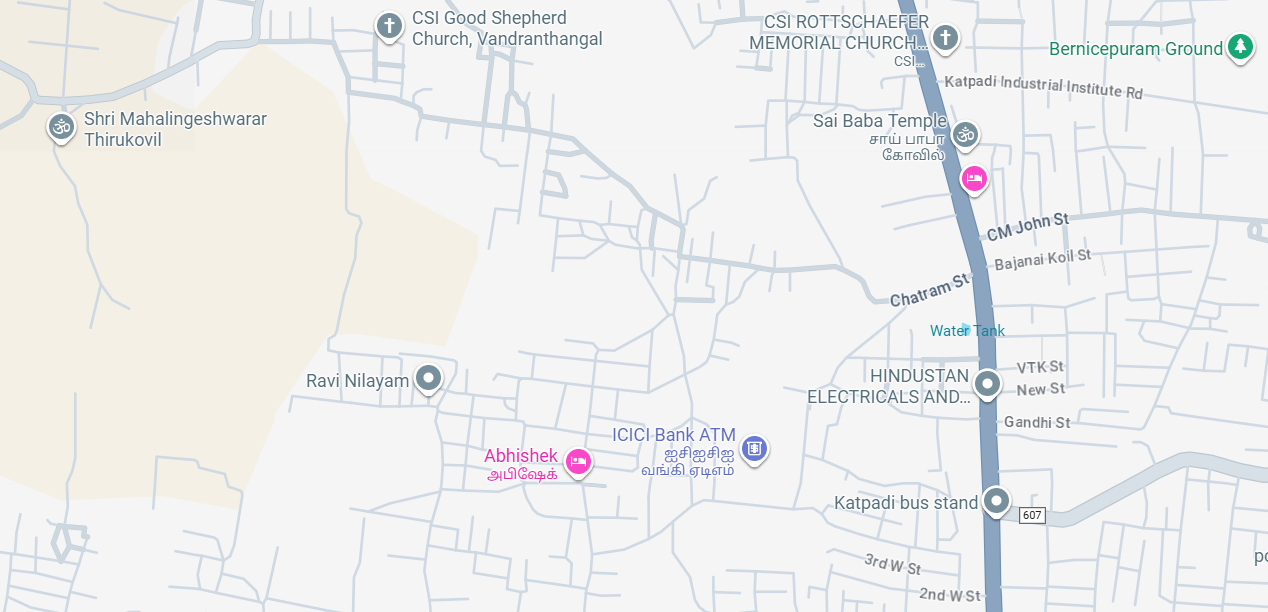 CSI Good Shepherd
Church, Vandranthangal
CSI ROTTSCHAEFER
MEMORIAL CHURCH...
CSI...
Bernicepuram Ground
Katpadi Industrial Institute Rd
Shri Mahalingeshwarar
Thirukovil
Sai Baba Temple
சாய் பாபா
கோவில்
CM John St
Bajanai Koil St
Chatram St
Water Tank
VTK St
HINDUSTAN
ELECTRICALS AND...
New St
Ravi Nilayam
Gandhi St
ICICI Bank ATM
ஐசிஐசிஐ
வங்கி ஏடிஎம்
Abhishek
அபிஷேக்
Katpadi bus stand
607
3rd W St
2nd W St